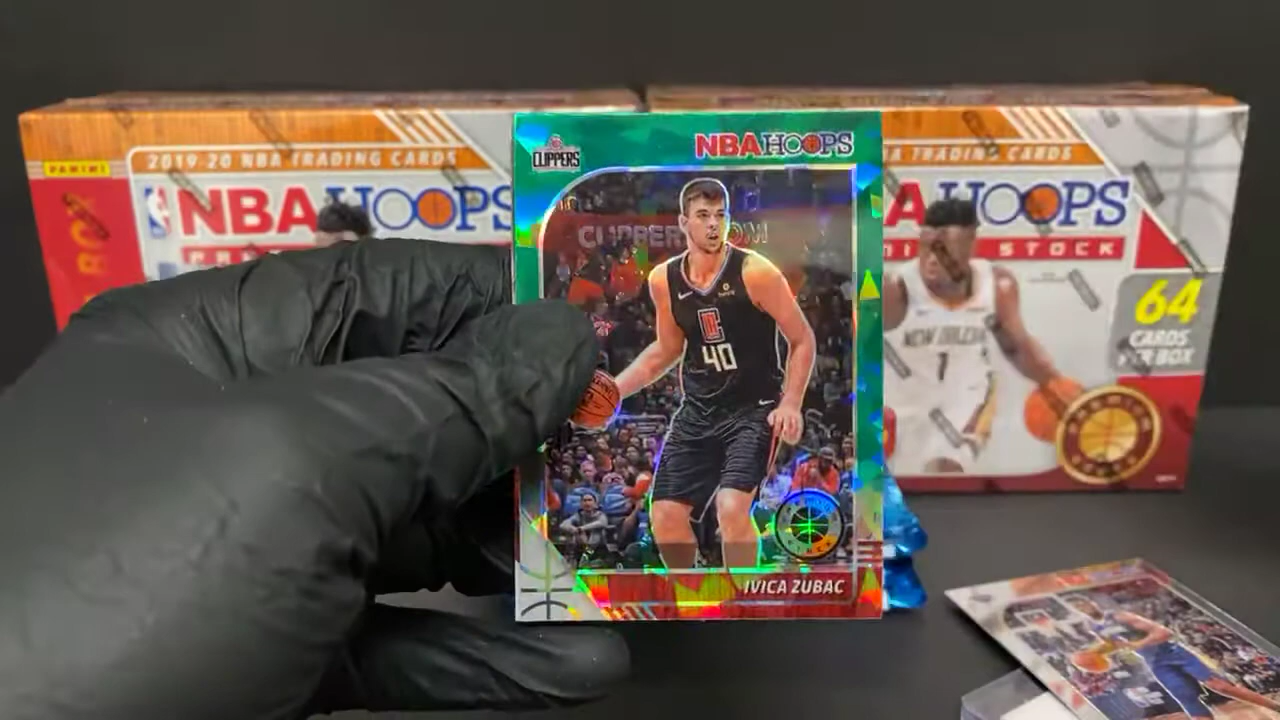 PANINI
2019-20 NBA TRADING CARDS
NBA HOOPS
CLIPPERS
NBA HOOPS
IVICA ZUBAC
40
TRADING CARDS
HOOPS
STOCK
64
CARDS
PER BOX
NEW ORLEANS
1